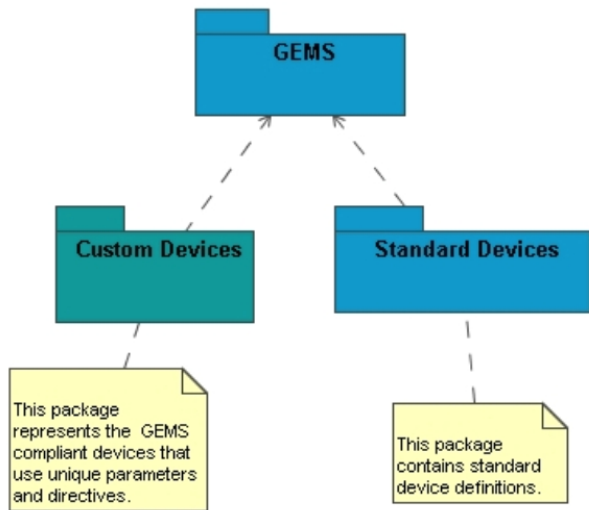 GEMS
Custom Devices
Standard Devices
This package
represents the GEMS
compliant devices that
use unique parameters
and directives.
This package
contains standard
device definitions.